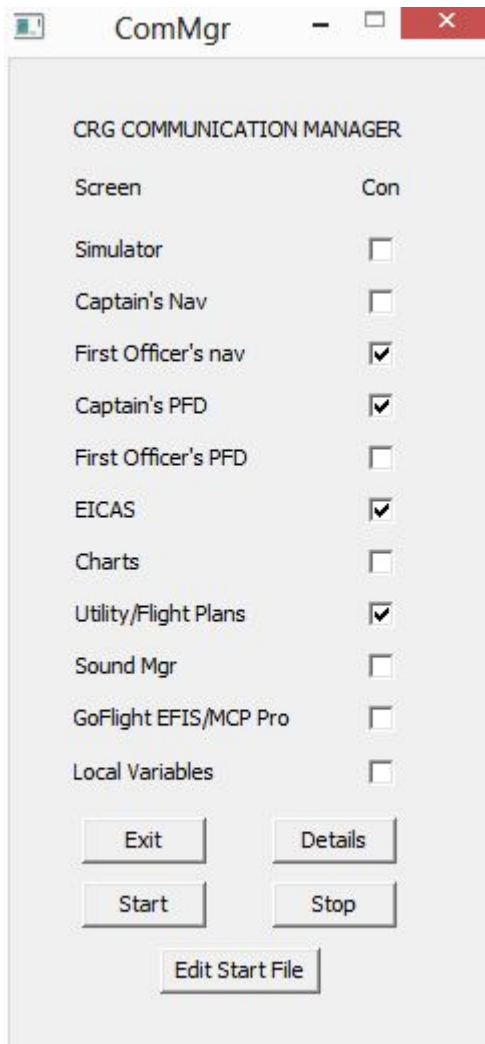 ComMgr
CRG COMMUNICATION MANAGER
Screen Con
Simulator
Captain's Nav
First Officer's nav
Captain's PFD
First Officer's PFD
EICAS
Charts
Utility/Flight Plans
Sound Mgr
GoFlight EFIS/MCP Pro
Local Variables
Exit Details
Start Stop
Edit Start File